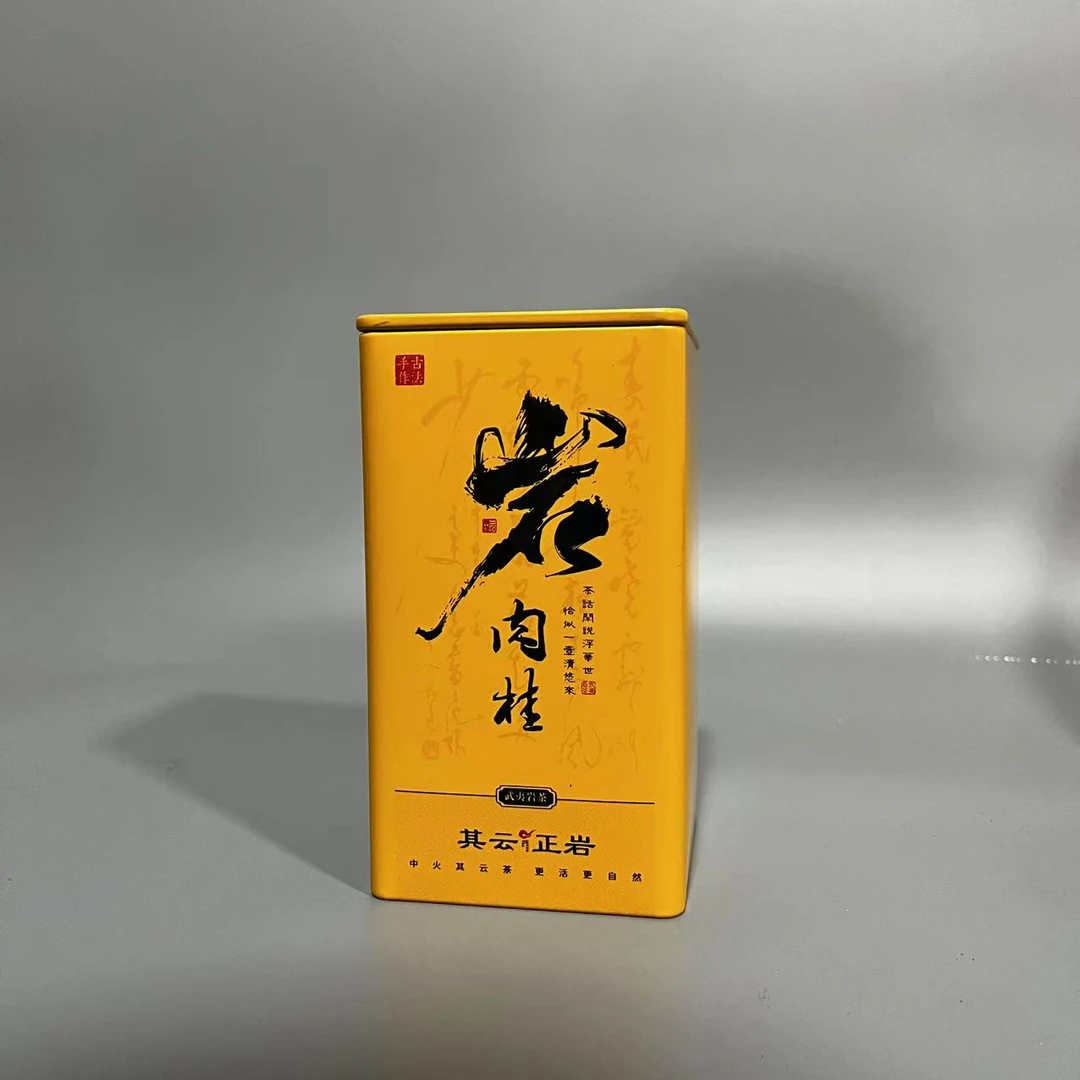 古法
手作
岩
肉桂
茶話閑說浮華世
恰似一壺清悠來
武夷岩茶
其云正岩
中火其云茶 更活更自然